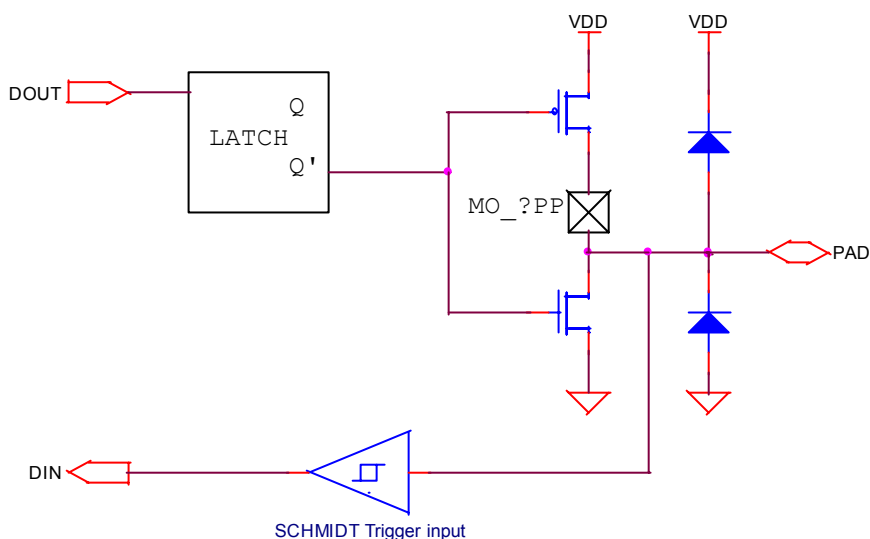 VDD
VDD
DOUT
Q
LATCH
Q'
MO_?PP
PAD
DIN
SCHMIDT Trigger input